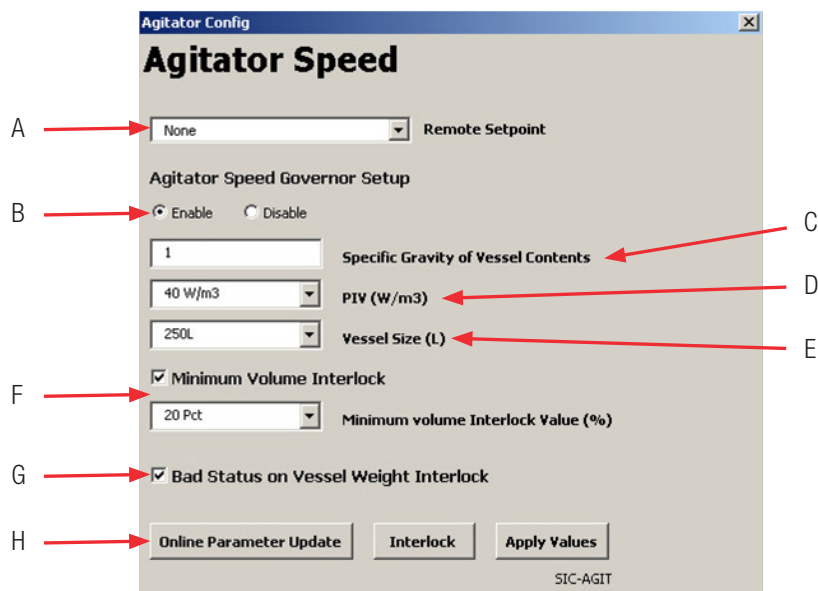 Agitator Config
Agitator Speed
A None Remote Setpoint
Agitator Speed Governor Setup
B Enable Disable
1 Specific Gravity of Vessel Contents C
40 W/m3 PIV (W/m3) D
250L Vessel Size (L) E
Minimum Volume Interlock
F
20 Pct Minimum volume Interlock Value (%)
G Bad Status on Vessel Weight Interlock
H Online Parameter Update Interlock Apply Values
SIC-AGIT